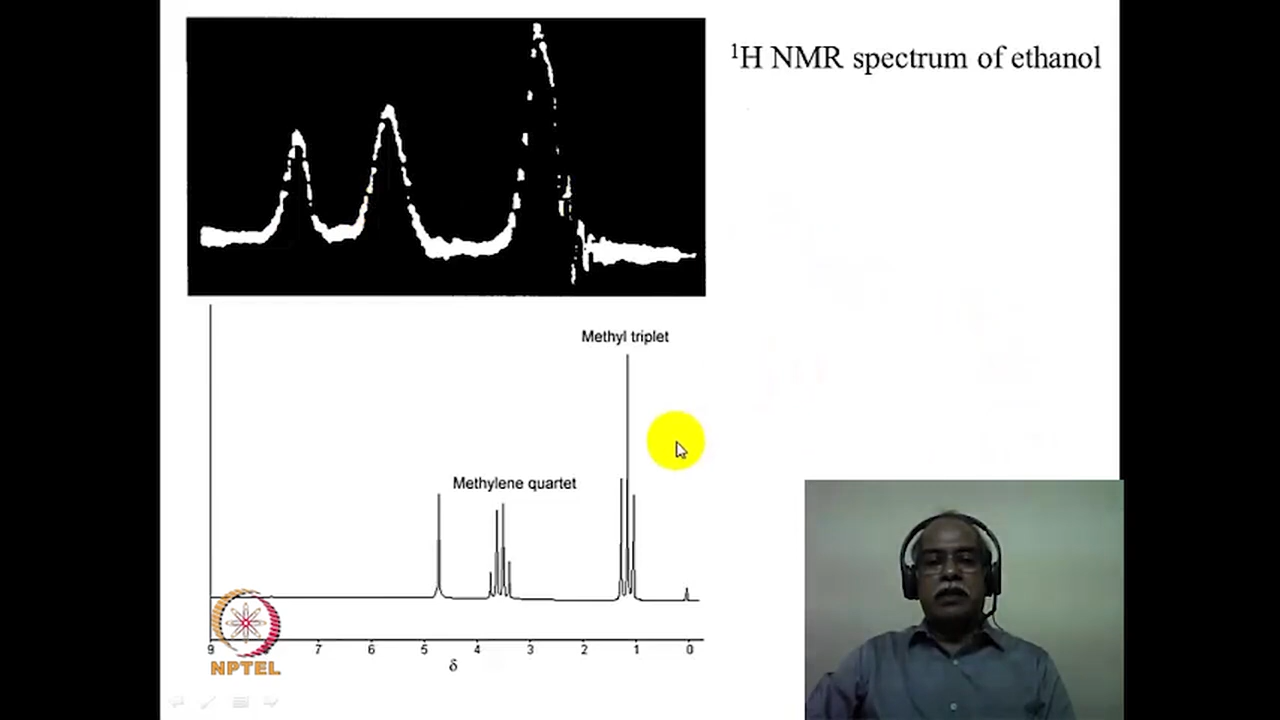 ¹H NMR spectrum of ethanol
Methyl triplet
Methylene quartet
9 7 6 5 4 3 2 1 0
δ
NPTEL